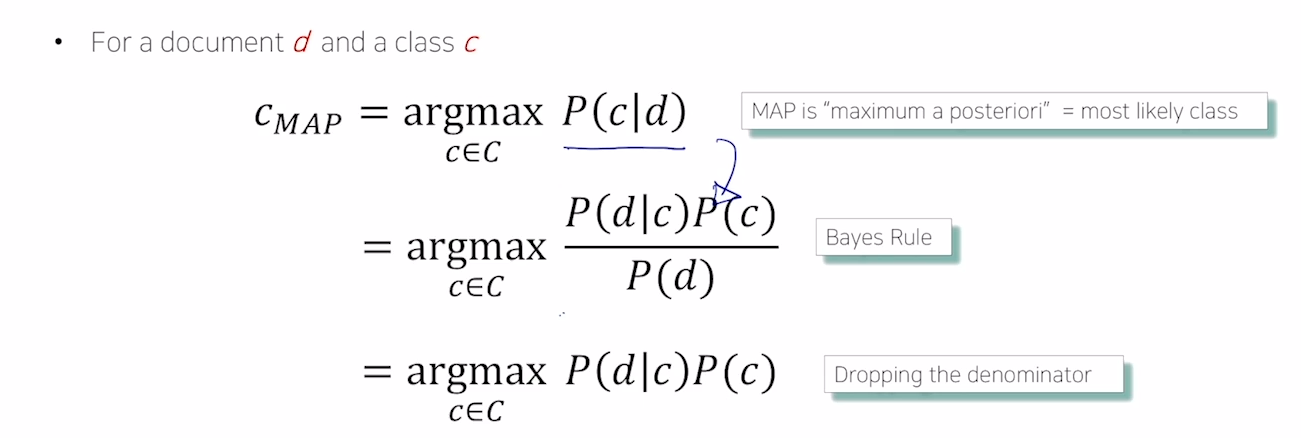 • For a document d and a class c
c_MAP = argmax_{c∈C} P(c|d) MAP is “maximum a posteriori” = most likely class
= argmax_{c∈C} P(d|c)P(c) / P(d) Bayes Rule
= argmax_{c∈C} P(d|c)P(c) Dropping the denominator